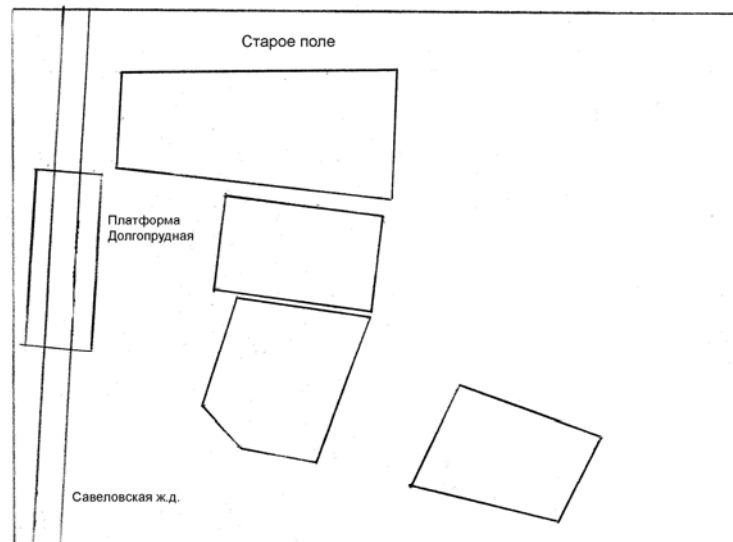 Старое поле
Платформа
Долгопрудная
Савеловская ж.д.